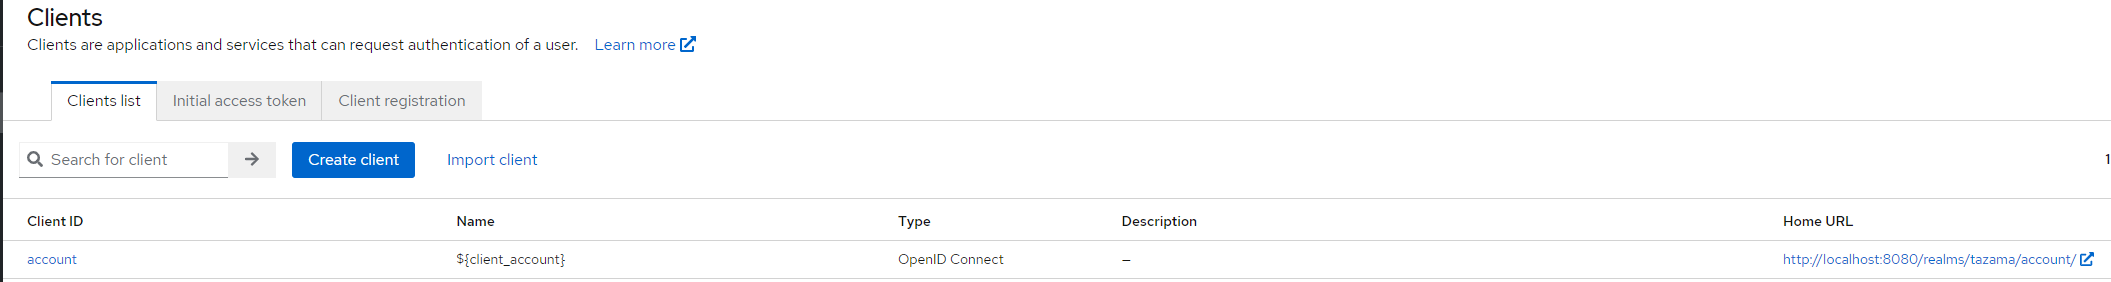 Clients
Clients are applications and services that can request authentication of a user. Learn more
Clients list Initial access token Client registration
Search for client Create client Import client 1
Client ID Name Type Description Home URL
account ${client_account} OpenID Connect – http://localhost:8080/realms/tazama/account/